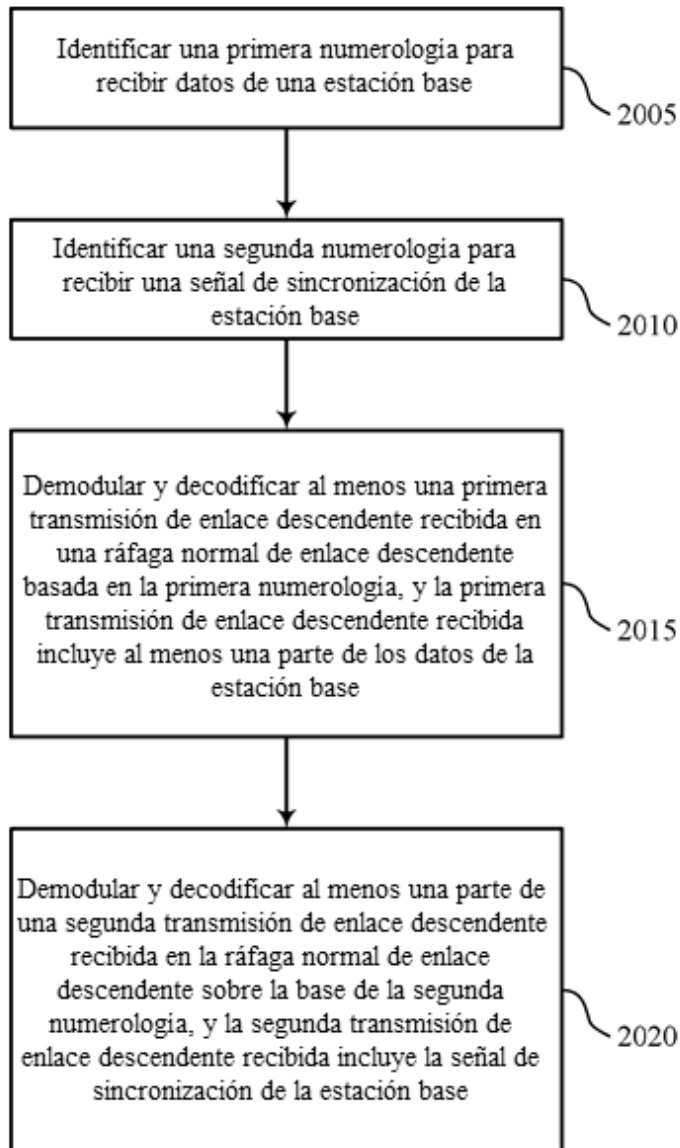 Identificar una primera numerología para
recibir datos de una estación base
2005
Identificar una segunda numerología para
recibir una señal de sincronización de la
estación base
2010
Demodular y decodificar al menos una primera
transmisión de enlace descendente recibida en
una ráfaga normal de enlace descendente
basada en la primera numerología, y la primera
transmisión de enlace descendente recibida
incluye al menos una parte de los datos de la
estación base
2015
Demodular y decodificar al menos una parte de
una segunda transmisión de enlace descendente
recibida en la ráfaga normal de enlace
descendente sobre la base de la segunda
numerología, y la segunda transmisión de
enlace descendente recibida incluye la señal de
sincronización de la estación base
2020